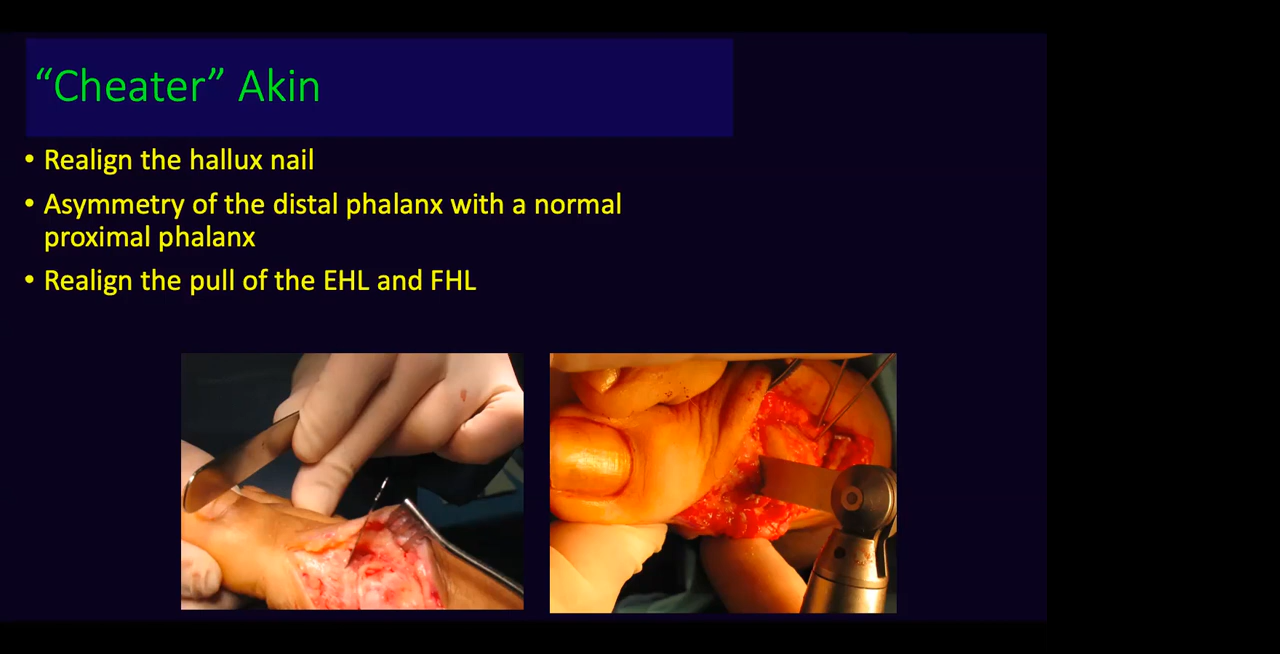 “Cheater” Akin
• Realign the hallux nail
• Asymmetry of the distal phalanx with a normal
proximal phalanx
• Realign the pull of the EHL and FHL